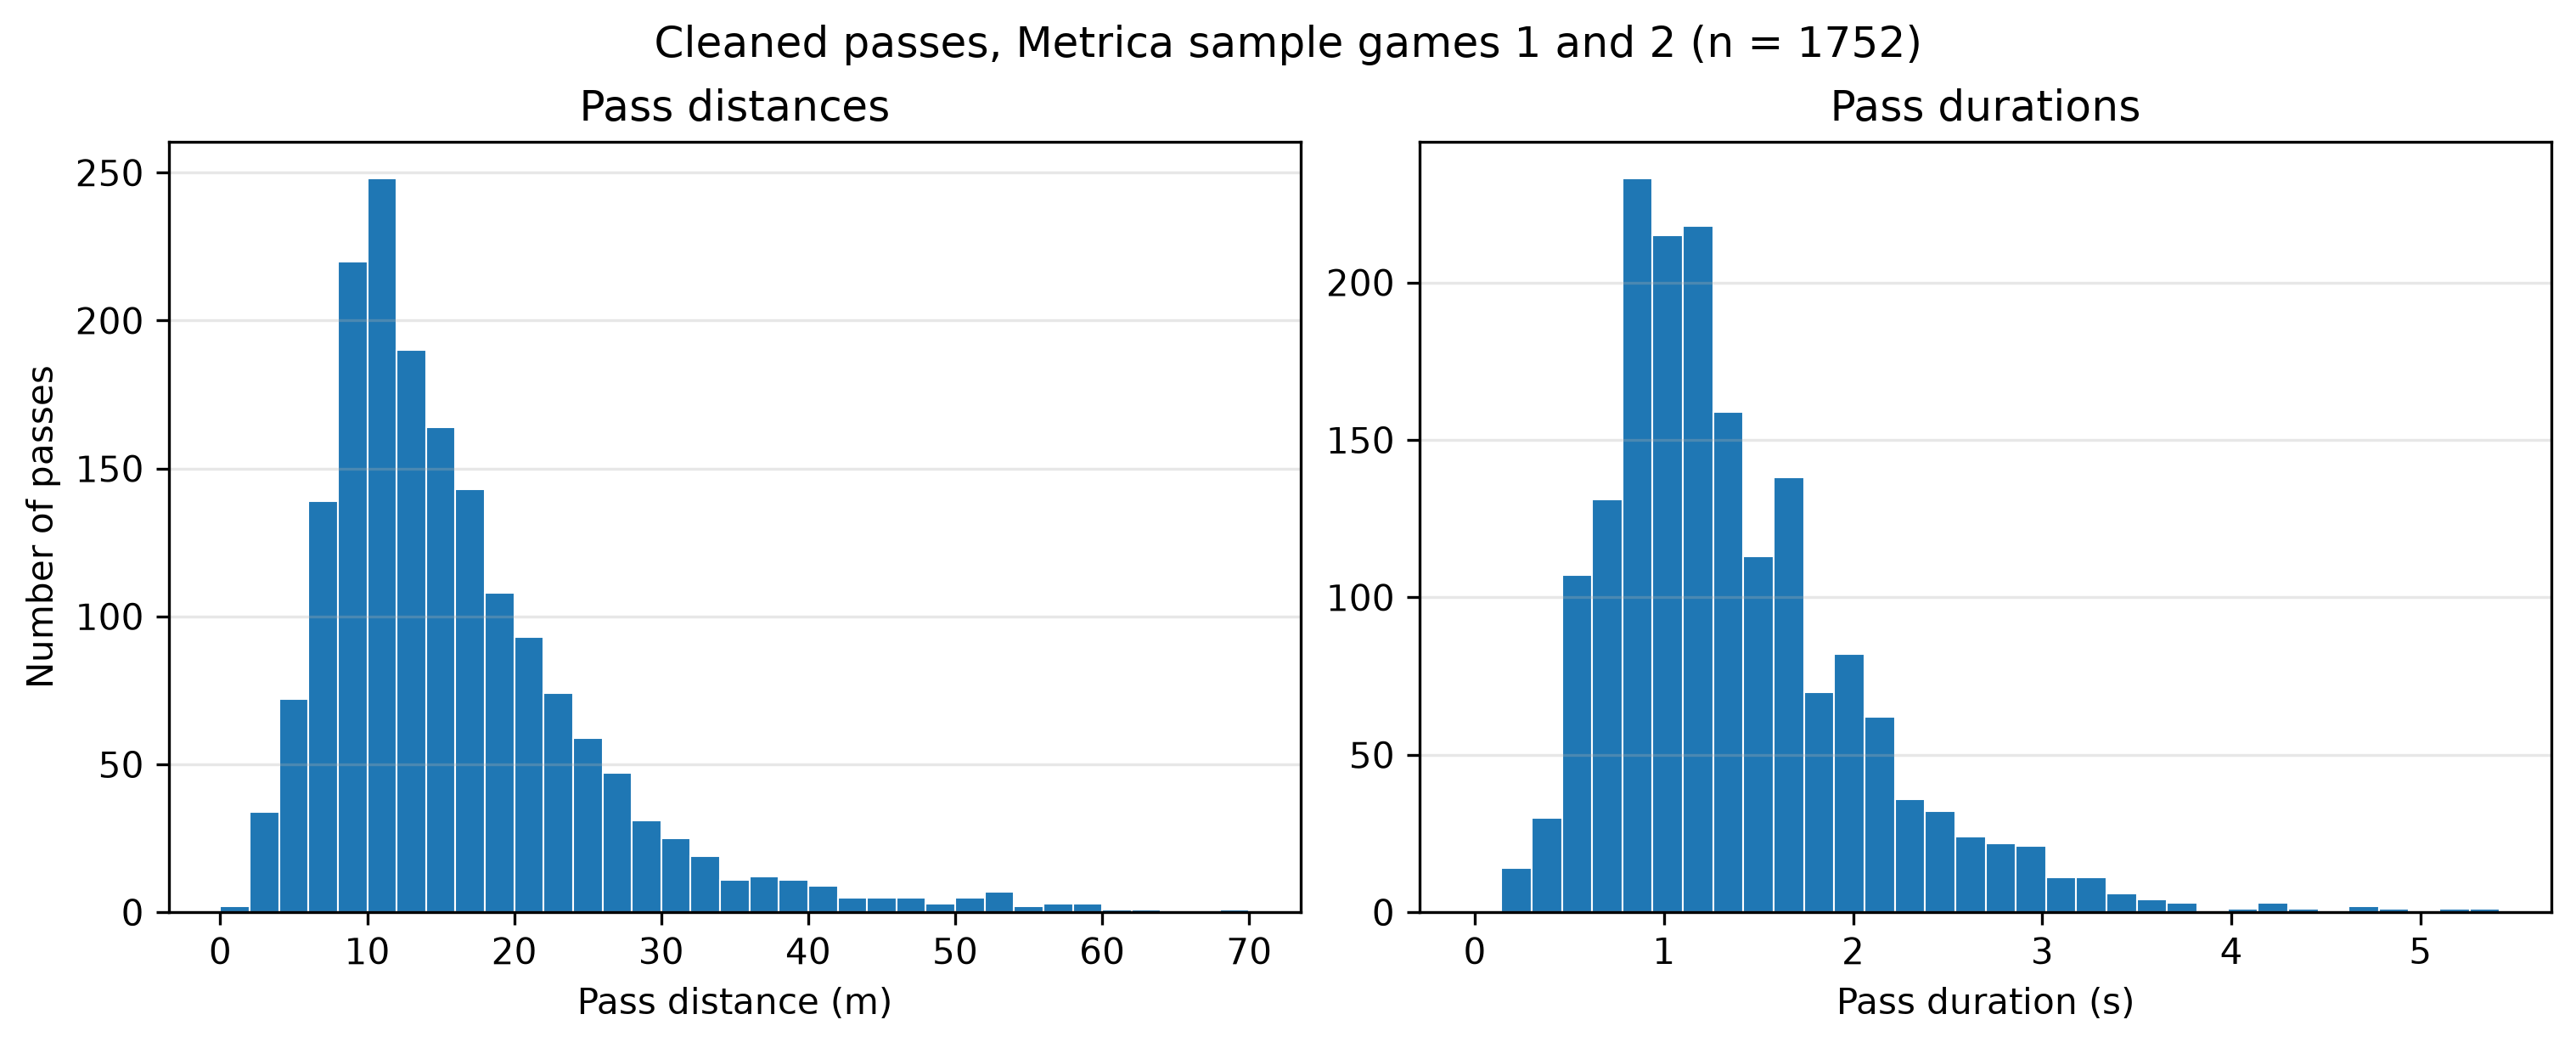 Cleaned passes, Metrica sample games 1 and 2 (n = 1752)
Pass distances
Number of passes
250
200
150
100
50
0
0 10 20 30 40 50 60 70
Pass distance (m)
Pass durations
200
150
100
50
0
0 1 2 3 4 5
Pass duration (s)